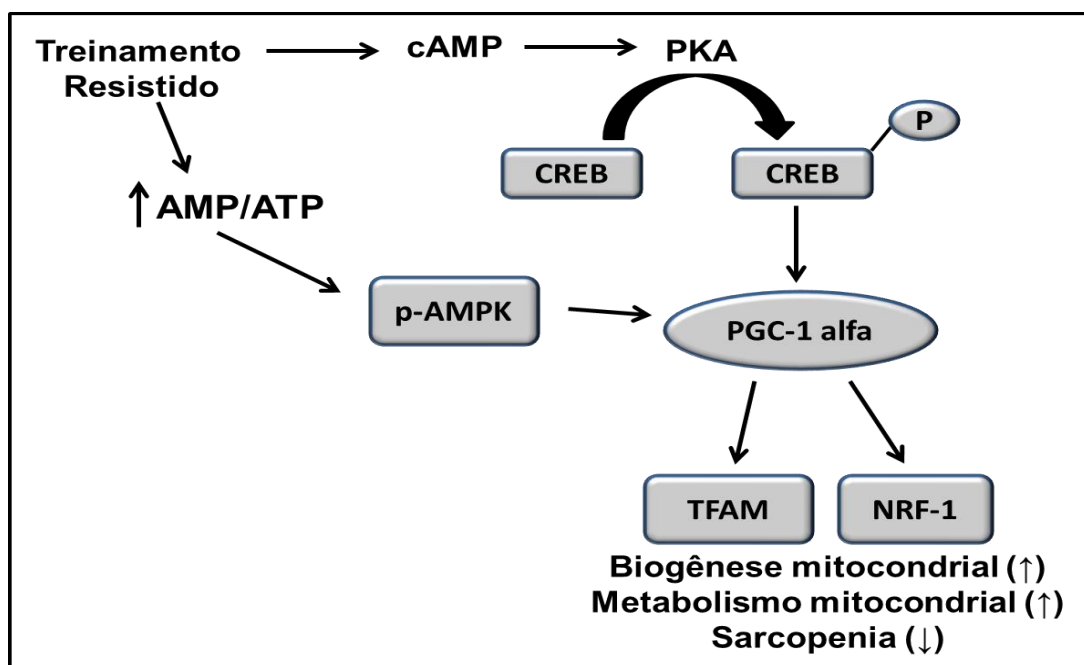 Treinamento
Resistido
cAMP
PKA
P
CREB
CREB
↑ AMP/ATP
p-AMPK
PGC-1 alfa
TFAM
NRF-1
Biogênese mitocondrial (↑)
Metabolismo mitocondrial (↑)
Sarcopenia (↓)